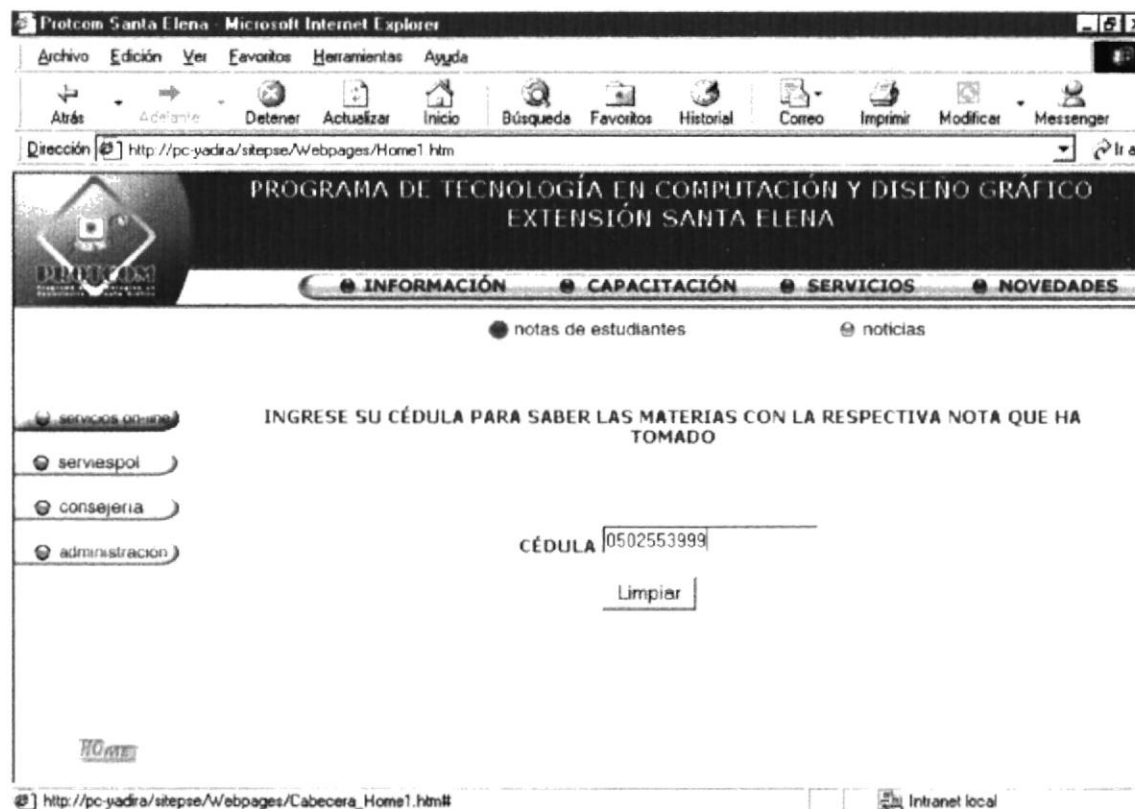 Protcom Santa Elena - Microsoft Internet Explorer
Archivo Edición Ver Favoritos Herramientas Ayuda
Atrás Adelante Detener Actualizar Inicio Búsqueda Favoritos Historial Correo Imprimir Modificar Messenger
Dirección http://pc-yadira/sitepse/Webpages/Home1.htm Ir a
PROGRAMA DE TECNOLOGÍA EN COMPUTACIÓN Y DISEÑO GRÁFICO
EXTENSIÓN SANTA ELENA
PROTCOM
INFORMACIÓN CAPACITACIÓN SERVICIOS NOVEDADES
notas de estudiantes noticias
servicios on-line
INGRESE SU CÉDULA PARA SABER LAS MATERIAS CON LA RESPECTIVA NOTA QUE HA
TOMADO
serviespol
consejeria
administración
CÉDULA 0502553999
Limpiar
HOME
http://pc-yadira/sitepse/Webpages/Cabecera_Home1.htm# Intranet local